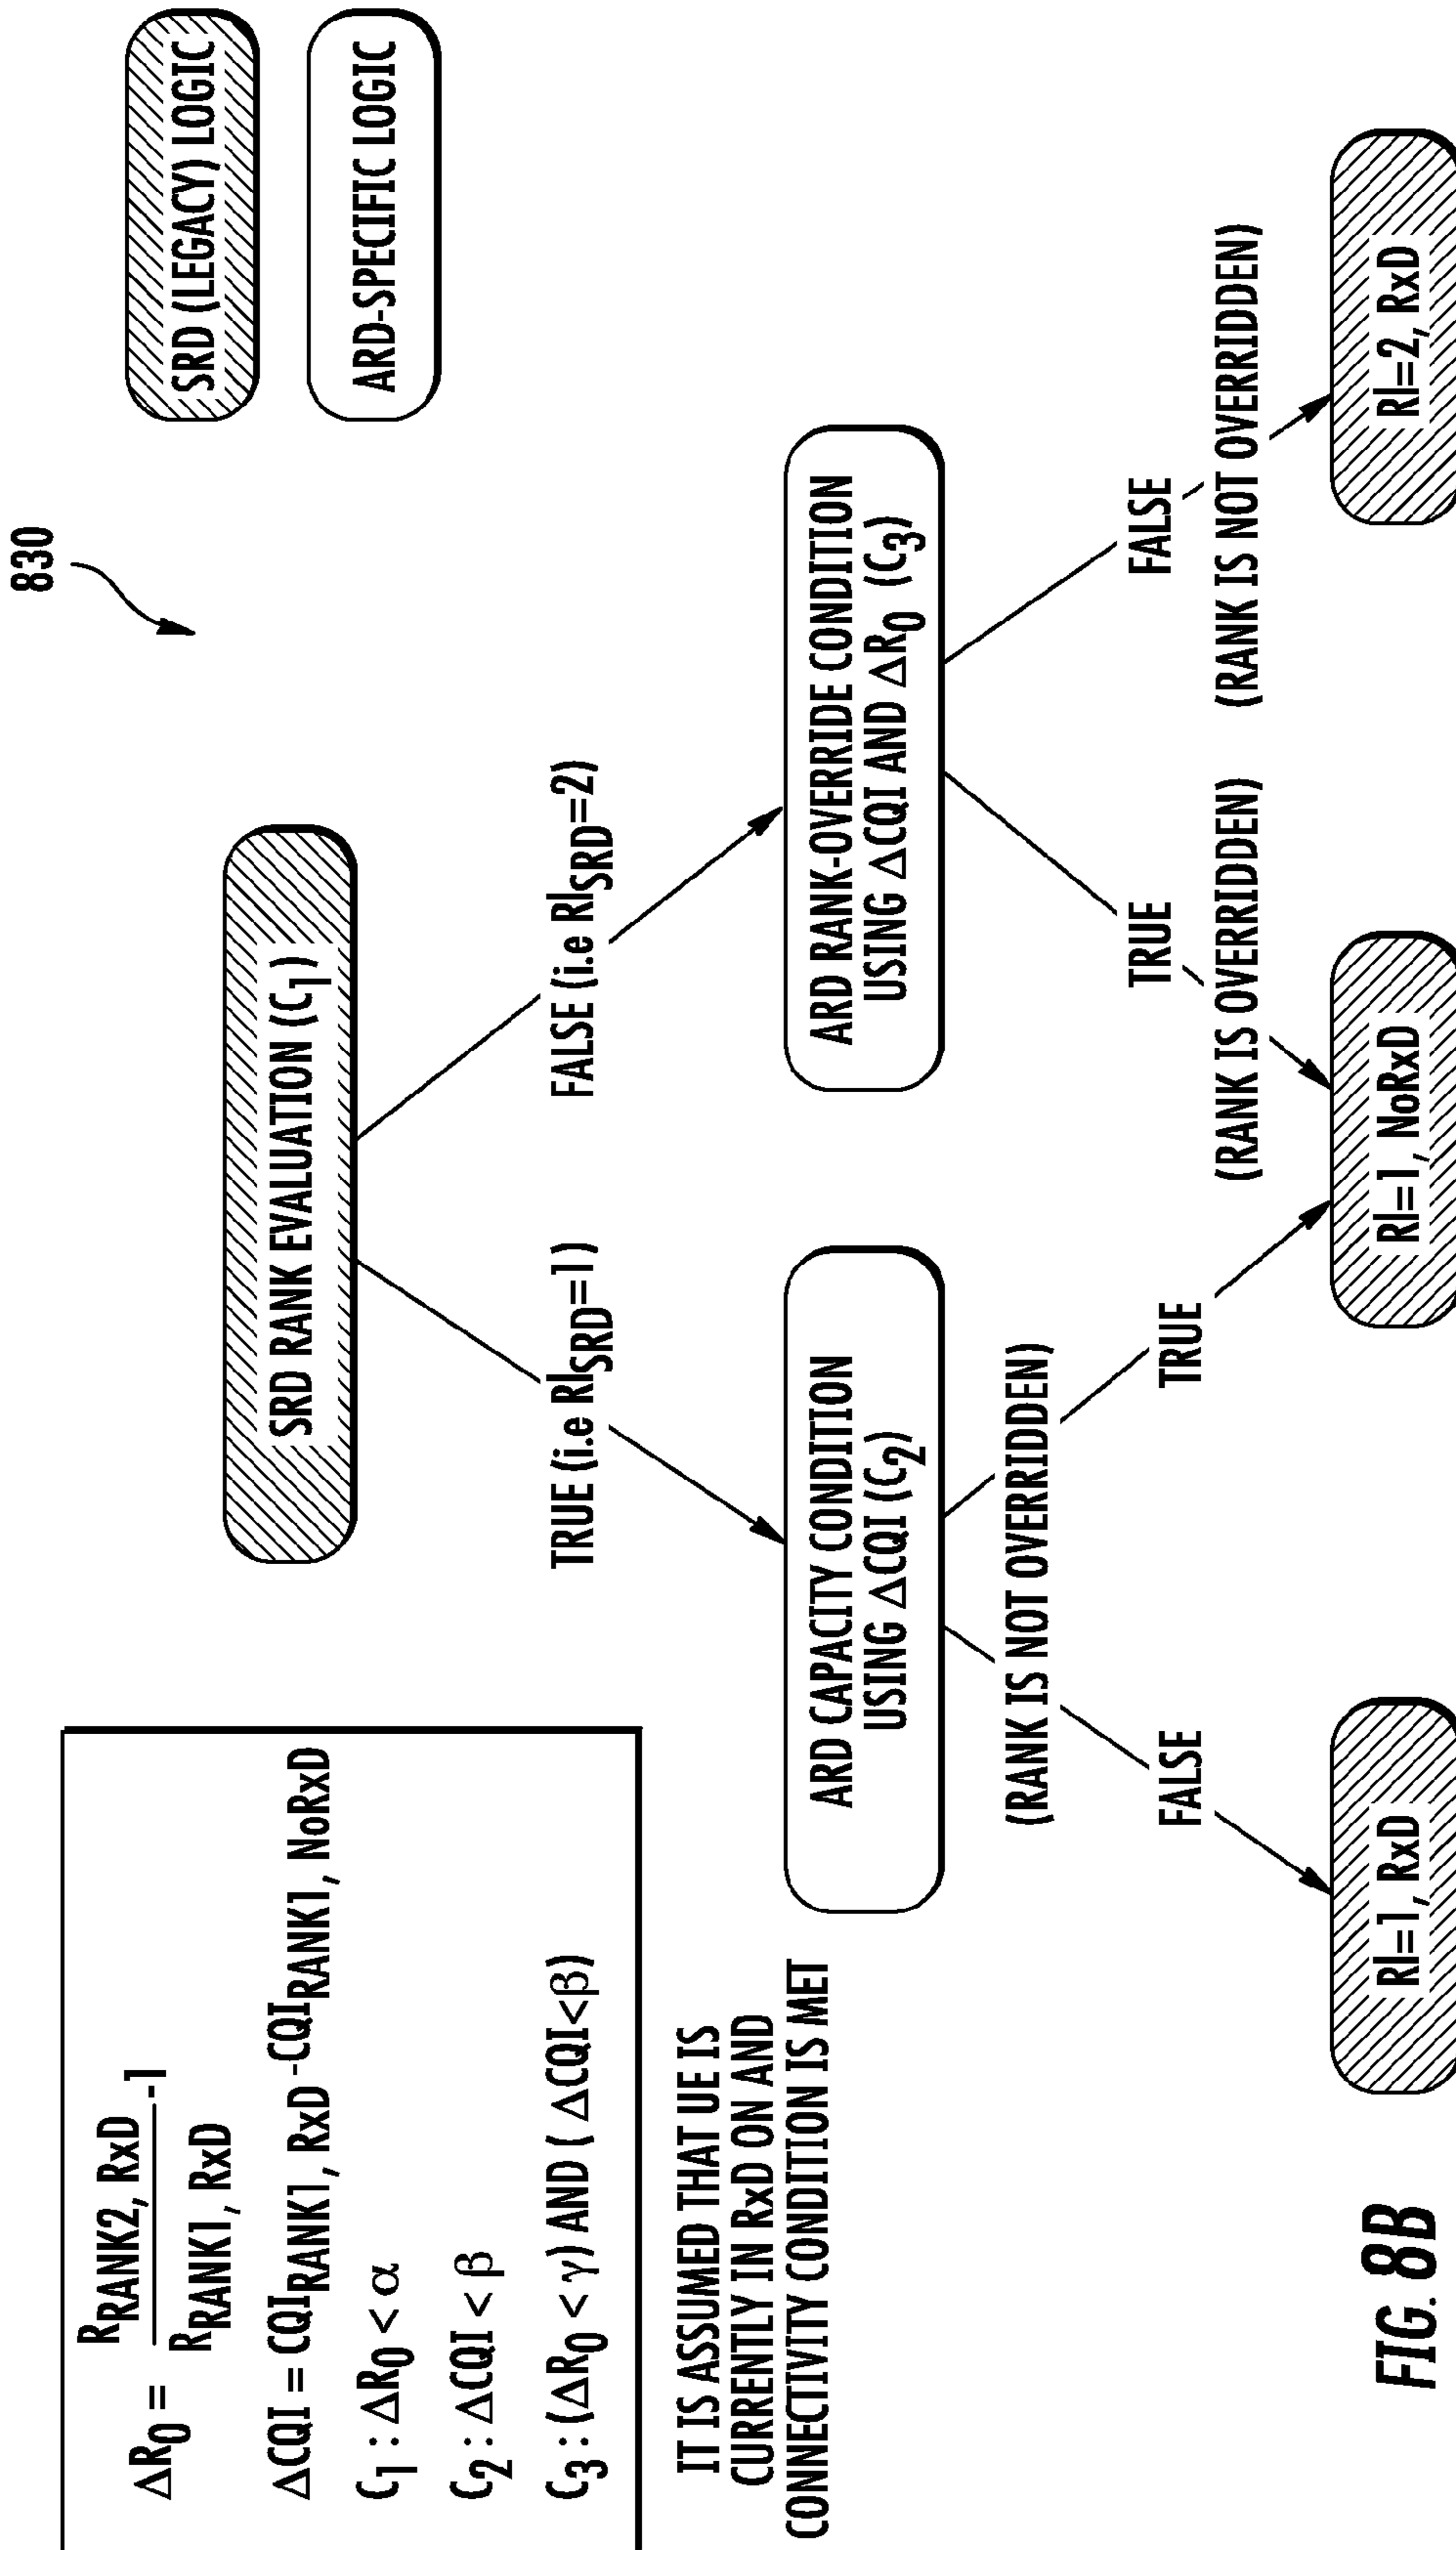 830
SRD (LEGACY) LOGIC
ARD-SPECIFIC LOGIC
ΔR0 = RRANK2, RxD / RRANK1, RxD -1
ΔCQI = CQIRANK1, RxD -CQIRANK1, NoRxD
C1 : ΔR0 < α
C2 : ΔCQI < β
C3 : (ΔR0 < γ) AND ( ΔCQI<β)
IT IS ASSUMED THAT UE IS
CURRENTLY IN RxD ON AND
CONNECTIVITY CONDITION IS MET
SRD RANK EVALUATION (C1)
TRUE (i.e RISRD=1)
FALSE (i.e RISRD=2)
ARD CAPACITY CONDITION
USING ΔCQI (C2)
ARD RANK-OVERRIDE CONDITION
USING ΔCQI AND ΔR0 (C3)
(RANK IS NOT OVERRIDDEN)
FALSE
TRUE
TRUE
(RANK IS OVERRIDDEN)
FALSE
(RANK IS NOT OVERRIDDEN)
RI=1, RxD
RI=1, NoRxD
RI=2, RxD
FIG. 8B